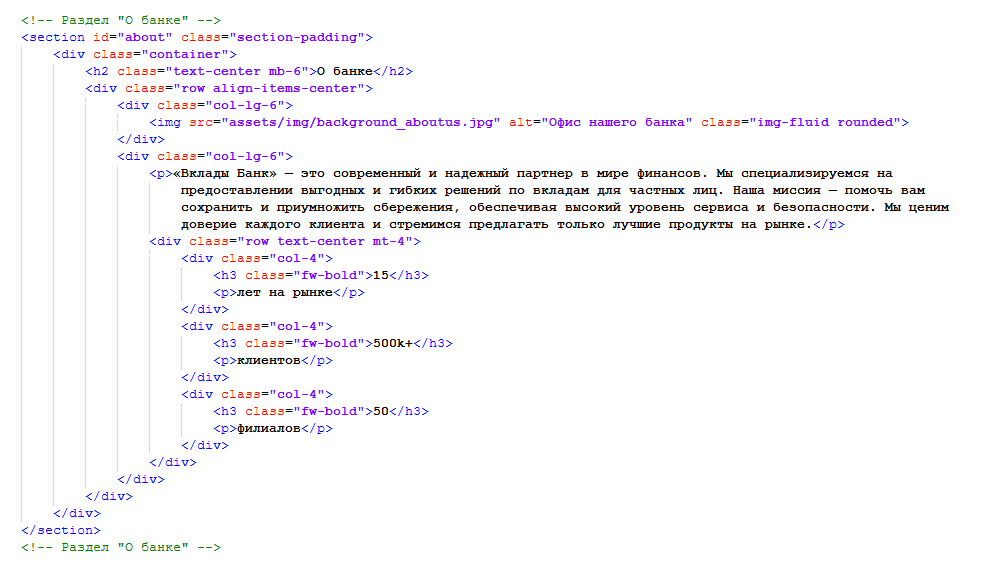 <!-- Раздел "О банке" -->
<section id="about" class="section-padding">
<div class="container">
<h2 class="text-center mb-6">О банке</h2>
<div class="row align-items-center">
<div class="col-lg-6">
<img src="assets/img/background_aboutus.jpg" alt="Офис нашего банка" class="img-fluid rounded">
</div>
<div class="col-lg-6">
<p>«Вклады Банк» — это современный и надежный партнер в мире финансов. Мы специализируемся на
предоставлении выгодных и гибких решений по вкладам для частных лиц. Наша миссия — помочь вам
сохранить и приумножить сбережения, обеспечивая высокий уровень сервиса и безопасности. Мы ценим
доверие каждого клиента и стремимся предлагать только лучшие продукты на рынке.</p>
<div class="row text-center mt-4">
<div class="col-4">
<h3 class="fw-bold">15</h3>
<p>лет на рынке</p>
</div>
<div class="col-4">
<h3 class="fw-bold">500k+</h3>
<p>клиентов</p>
</div>
<div class="col-4">
<h3 class="fw-bold">50</h3>
<p>филиалов</p>
</div>
</div>
</div>
</div>
</div>
</section>
<!-- Раздел "О банке" -->